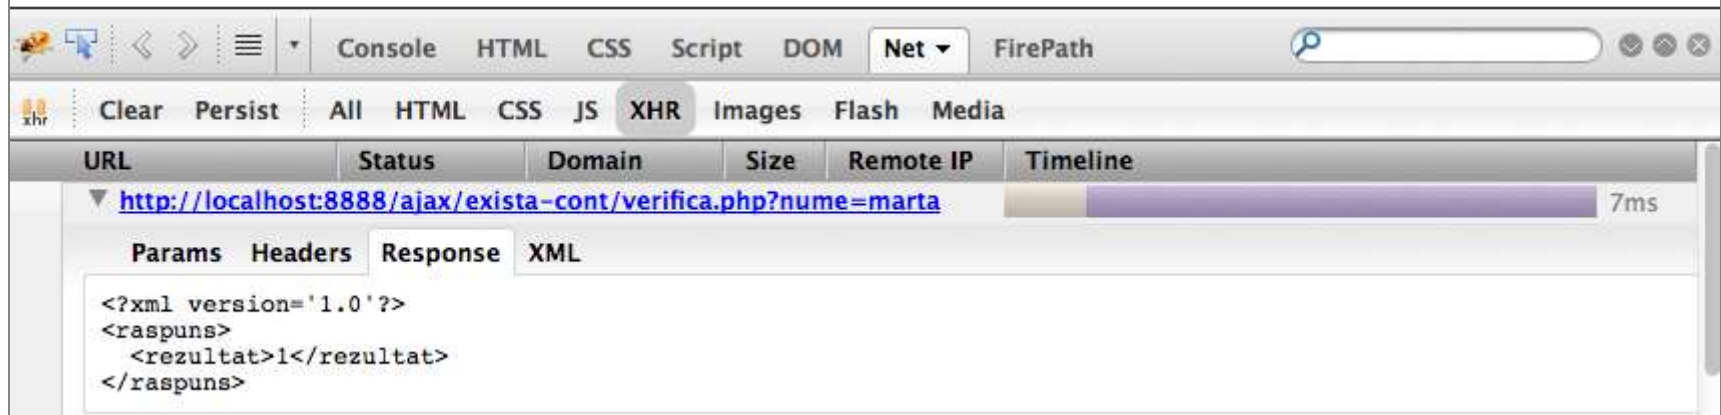 Console HTML CSS Script DOM Net FirePath
xhr Clear Persist All HTML CSS JS XHR Images Flash Media
URL Status Domain Size Remote IP Timeline
http://localhost:8888/ajax/exista-cont/verifica.php?nume=marta 7ms
Params Headers Response XML
<?xml version='1.0'?>
<raspuns>
<rezultat>1</rezultat>
</raspuns>